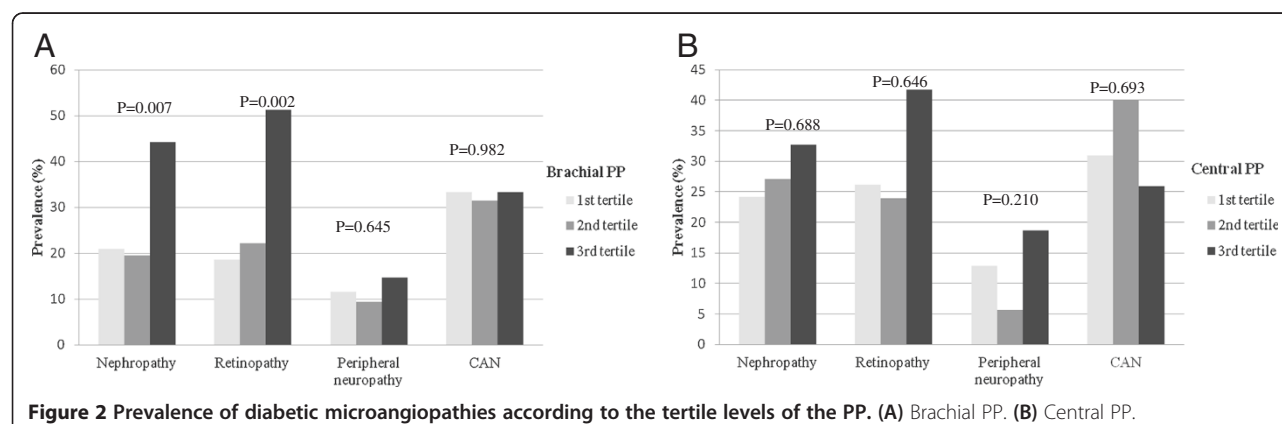 A
60
50
40
30
20
10
0
Prevalence (%)
P=0.007
P=0.002
P=0.645
P=0.982
Nephropathy
Retinopathy
Peripheral
neuropathy
CAN
Brachial PP
1st tertile
2nd tertile
3rd tertile
B
45
40
35
30
25
20
15
10
5
0
Prevalence (%)
P=0.688
P=0.646
P=0.210
P=0.693
Nephropathy
Retinopathy
Peripheral
neuropathy
CAN
Central PP
1st tertile
2nd tertile
3rd tertile
Figure 2 Prevalence of diabetic microangiopathies according to the tertile levels of the PP. (A) Brachial PP. (B) Central PP.